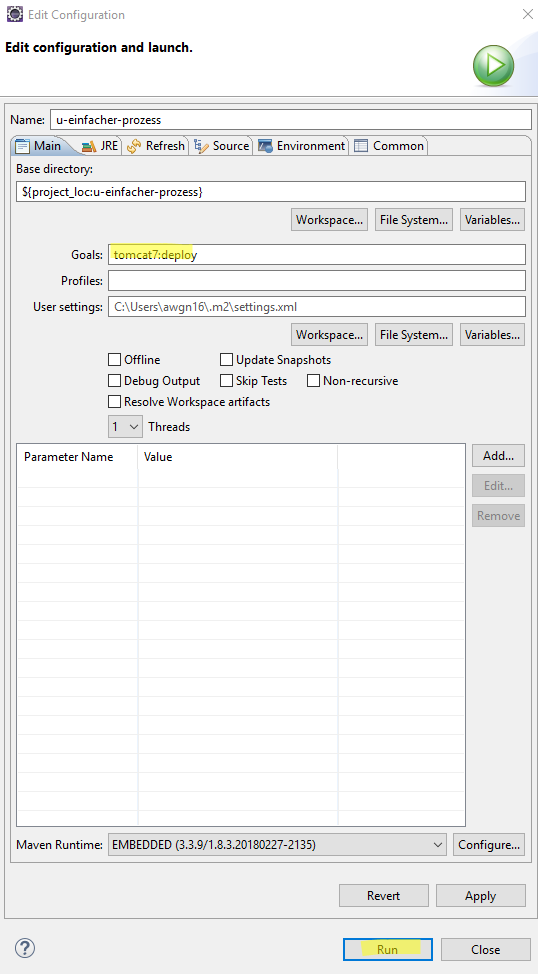 Edit Configuration
Edit configuration and launch.
Name: u-einfacher-prozess
Main JRE Refresh Source Environment Common
Base directory:
${project_loc:u-einfacher-prozess}
Workspace... File System... Variables...
Goals: tomcat7:deploy
Profiles:
User settings: C:\Users\awgn16\.m2\settings.xml
Workspace... File System... Variables...
Offline Update Snapshots
Debug Output Skip Tests Non-recursive
Resolve Workspace artifacts
1 Threads
Parameter Name Value Add...
Edit...
Remove
Maven Runtime: EMBEDDED (3.3.9/1.8.3.20180227-2135) Configure...
Revert Apply
? Run Close